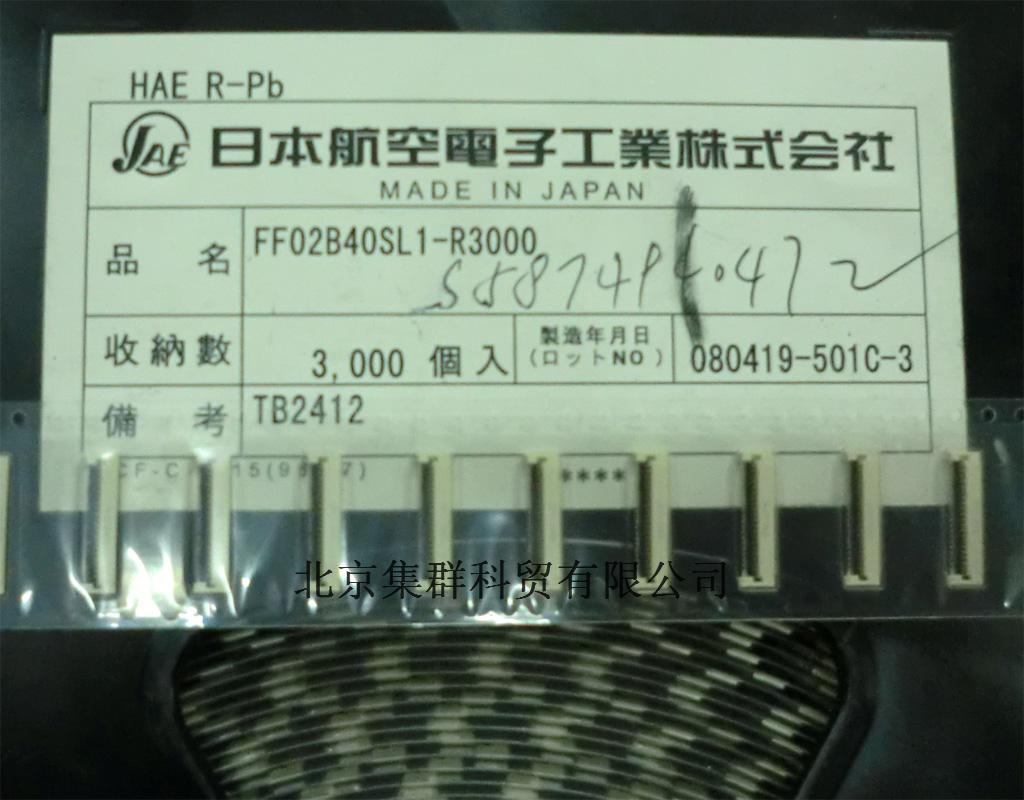 HAE R-Pb
JAE 日本航空電子工業株式会社
MADE IN JAPAN
品名 FF02B40SL1-R3000
収納數 3,000 個入 製造年月日 (ロットNO) 080419-501C-3
備考 TB2412
****
北京集群科贸有限公司